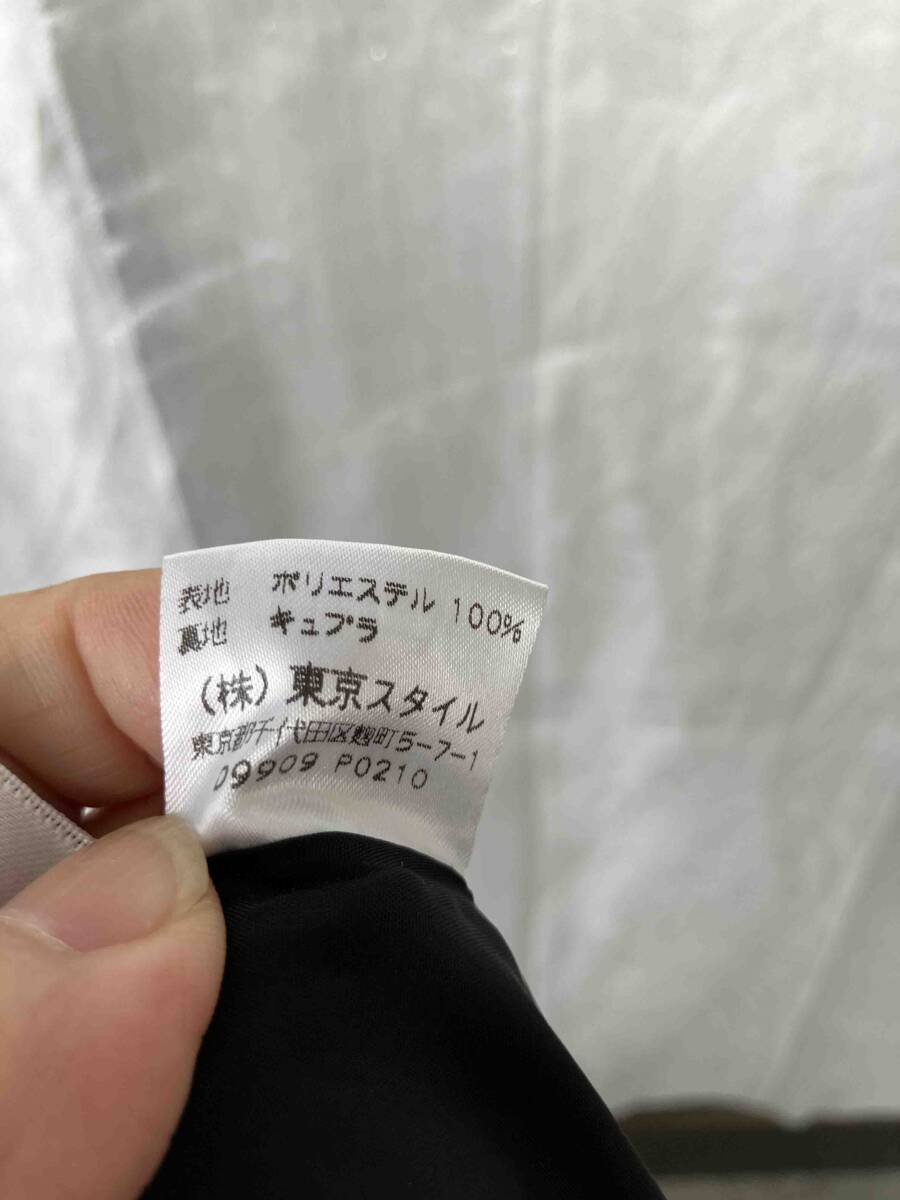 表地 ポリエステル 100%
裏地 キュプラ
(株) 東京スタイル
東京都千代田区麹町5-7-1
D9909 P0210